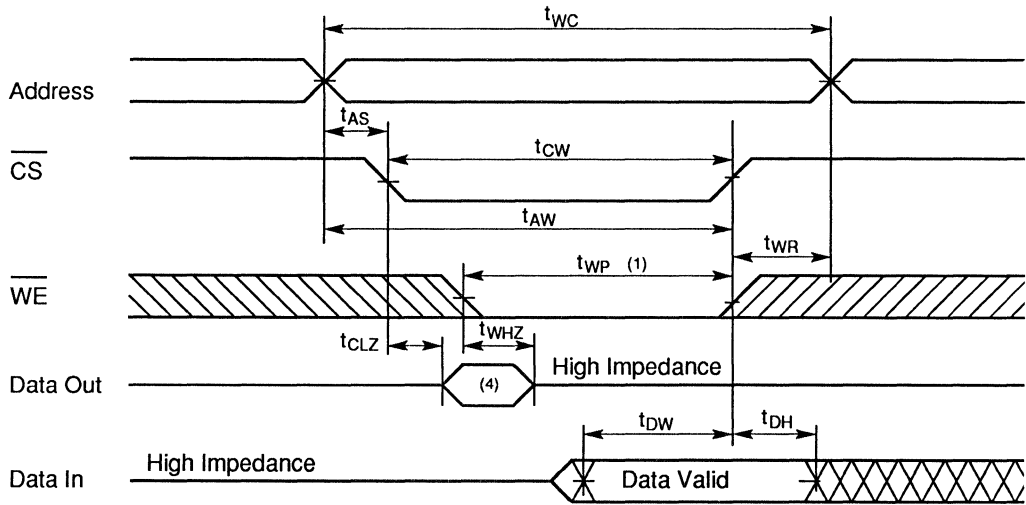 tWC
Address
tAS
CS
tCW
tAW
tWR
WE
tWP (1)
tCLZ
tWHZ
Data Out
(4)
High Impedance
tDW
tDH
Data In
High Impedance
Data Valid